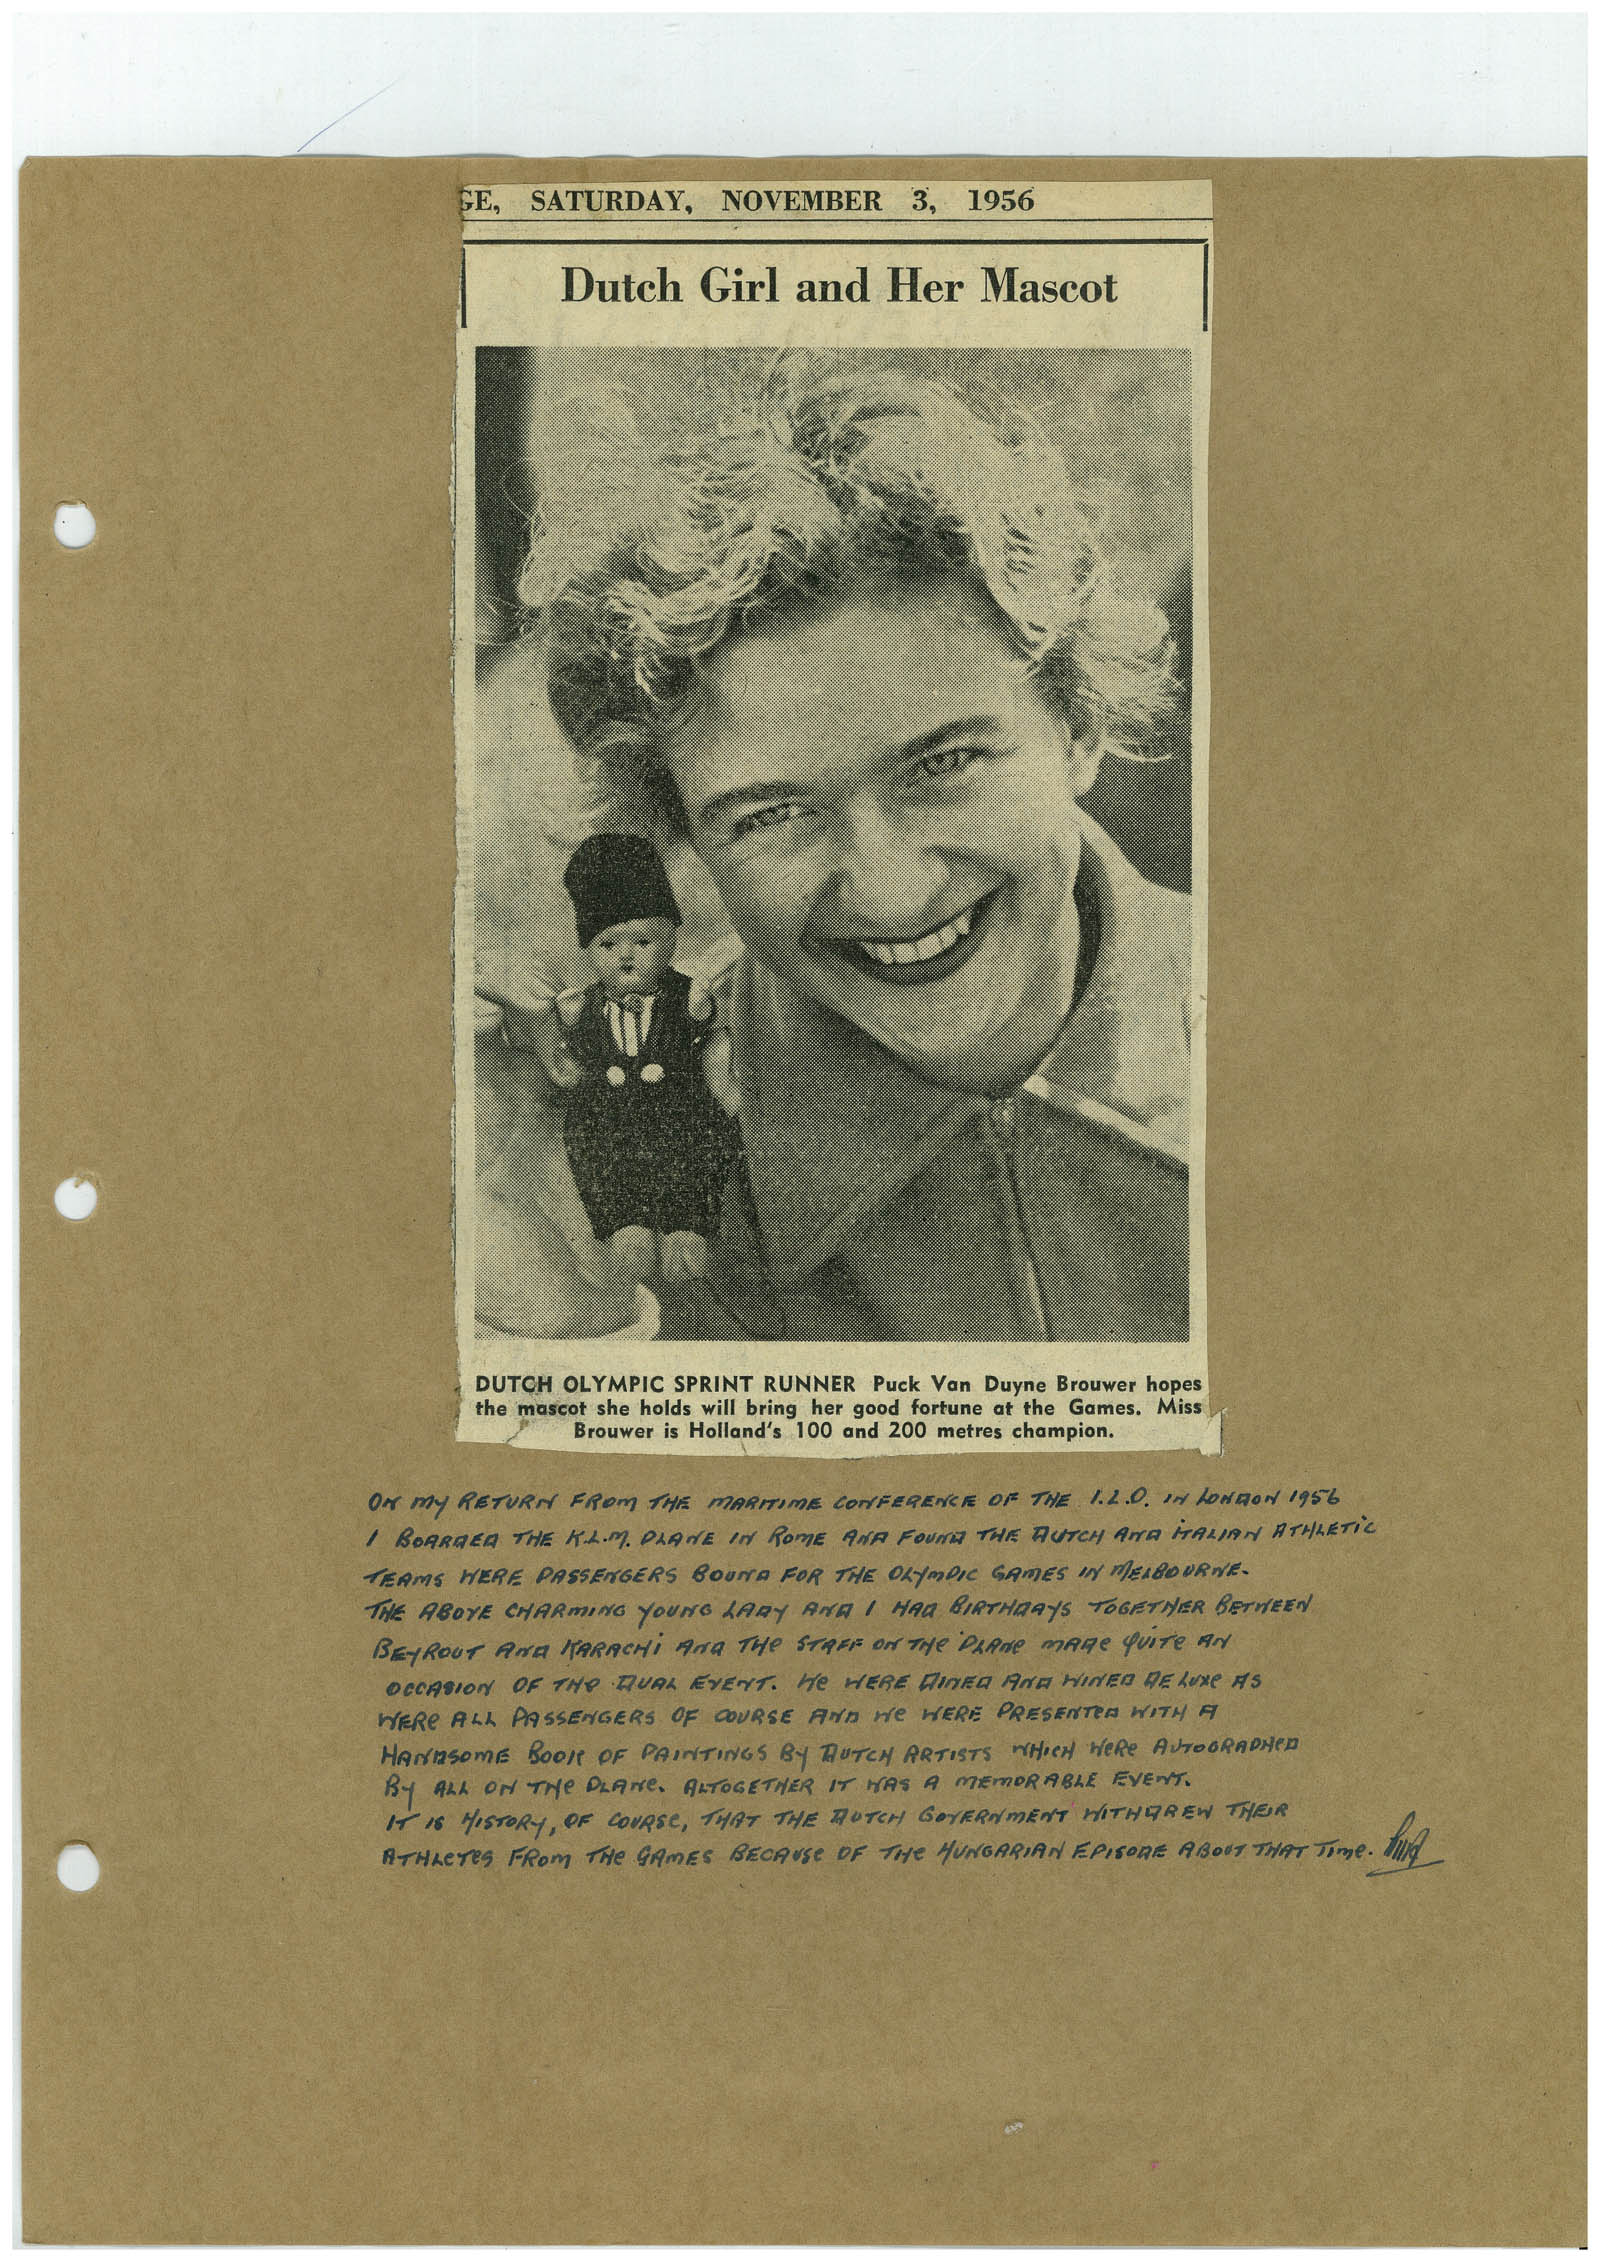 GE, SATURDAY, NOVEMBER 3, 1956
Dutch Girl and Her Mascot
DUTCH OLYMPIC SPRINT RUNNER Puck Van Duyne Brouwer hopes
the mascot she holds will bring her good fortune at the Games. Miss
Brouwer is Holland's 100 and 200 metres champion.
ON MY RETURN FROM THE MARITIME CONFERENCE OF THE I.L.O. IN LONDON 1956
I BOARDED THE K.L.M. PLANE IN ROME AND FOUND THE DUTCH AND ITALIAN ATHLETIC
TEAMS WERE PASSENGERS BOUND FOR THE OLYMPIC GAMES IN MELBOURNE.
THE ABOVE CHARMING YOUNG LADY AND I HAD BIRTHDAYS TOGETHER BETWEEN
BEYROUT AND KARACHI AND THE STAFF ON THE PLANE MADE QUITE AN
OCCASION OF THE DUAL EVENT. WE WERE DINED AND WINED DE LUXE AS
WERE ALL PASSENGERS OF COURSE AND WE WERE PRESENTED WITH A
HANDSOME BOOK OF PAINTINGS BY DUTCH ARTISTS WHICH WERE AUTOGRAPHED
BY ALL ON THE PLANE. ALTOGETHER IT WAS A MEMORABLE EVENT.
IT IS HISTORY, OF COURSE, THAT THE DUTCH GOVERNMENT WITHDREW THEIR
ATHLETES FROM THE GAMES BECAUSE OF THE HUNGARIAN EPISODE ABOUT THAT TIME.